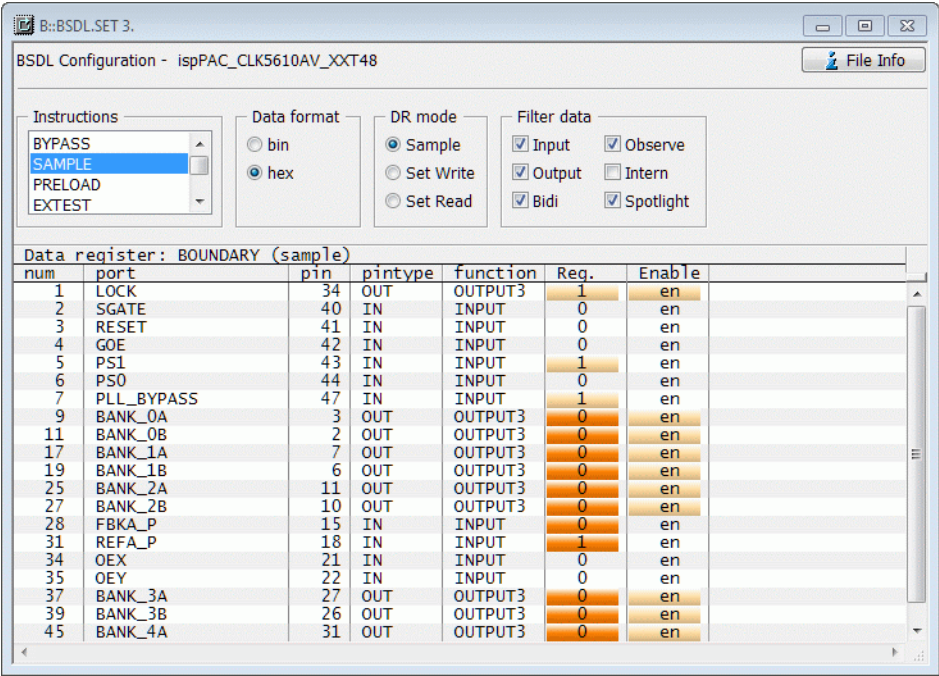 B::BSDL.SET 3.
BSDL Configuration - ispPAC_CLK5610AV_XXT48
File Info
Instructions
BYPASS
SAMPLE
PRELOAD
EXTEST
Data format
bin
hex
DR mode
Sample
Set Write
Set Read
Filter data
Input Observe
Output Intern
Bidi Spotlight
Data register: BOUNDARY (sample)
num port pin pintype function Reg. Enable
1 LOCK 34 OUT OUTPUT3 1 en
2 SGATE 40 IN INPUT 0 en
3 RESET 41 IN INPUT 0 en
4 GOE 42 IN INPUT 0 en
5 PS1 43 IN INPUT 1 en
6 PS0 44 IN INPUT 0 en
7 PLL_BYPASS 47 IN INPUT 1 en
9 BANK_0A 3 OUT OUTPUT3 0 en
11 BANK_0B 2 OUT OUTPUT3 0 en
17 BANK_1A 7 OUT OUTPUT3 0 en
19 BANK_1B 6 OUT OUTPUT3 0 en
25 BANK_2A 11 OUT OUTPUT3 0 en
27 BANK_2B 10 OUT OUTPUT3 0 en
28 FBKA_P 15 IN INPUT 0 en
31 REFA_P 18 IN INPUT 1 en
34 OEX 21 IN INPUT 0 en
35 OEY 22 IN INPUT 0 en
37 BANK_3A 27 OUT OUTPUT3 0 en
39 BANK_3B 26 OUT OUTPUT3 0 en
45 BANK_4A 31 OUT OUTPUT3 0 en